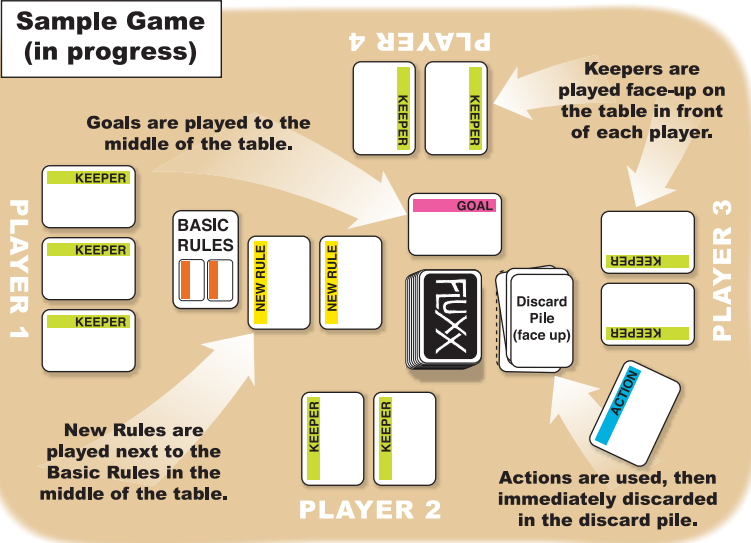 Sample Game
(in progress)
PLAYER 4
KEEPER
KEEPER
Keepers are
played face-up on
the table in front
of each player.
Goals are played to the
middle of the table.
PLAYER 1
KEEPER
KEEPER
KEEPER
BASIC
RULES
NEW RULE
NEW RULE
GOAL
FLUXX
Discard
Pile
(face up)
PLAYER 3
KEEPER
KEEPER
ACTION
New Rules are
played next to the
Basic Rules in the
middle of the table.
KEEPER
KEEPER
PLAYER 2
Actions are used, then
immediately discarded
in the discard pile.